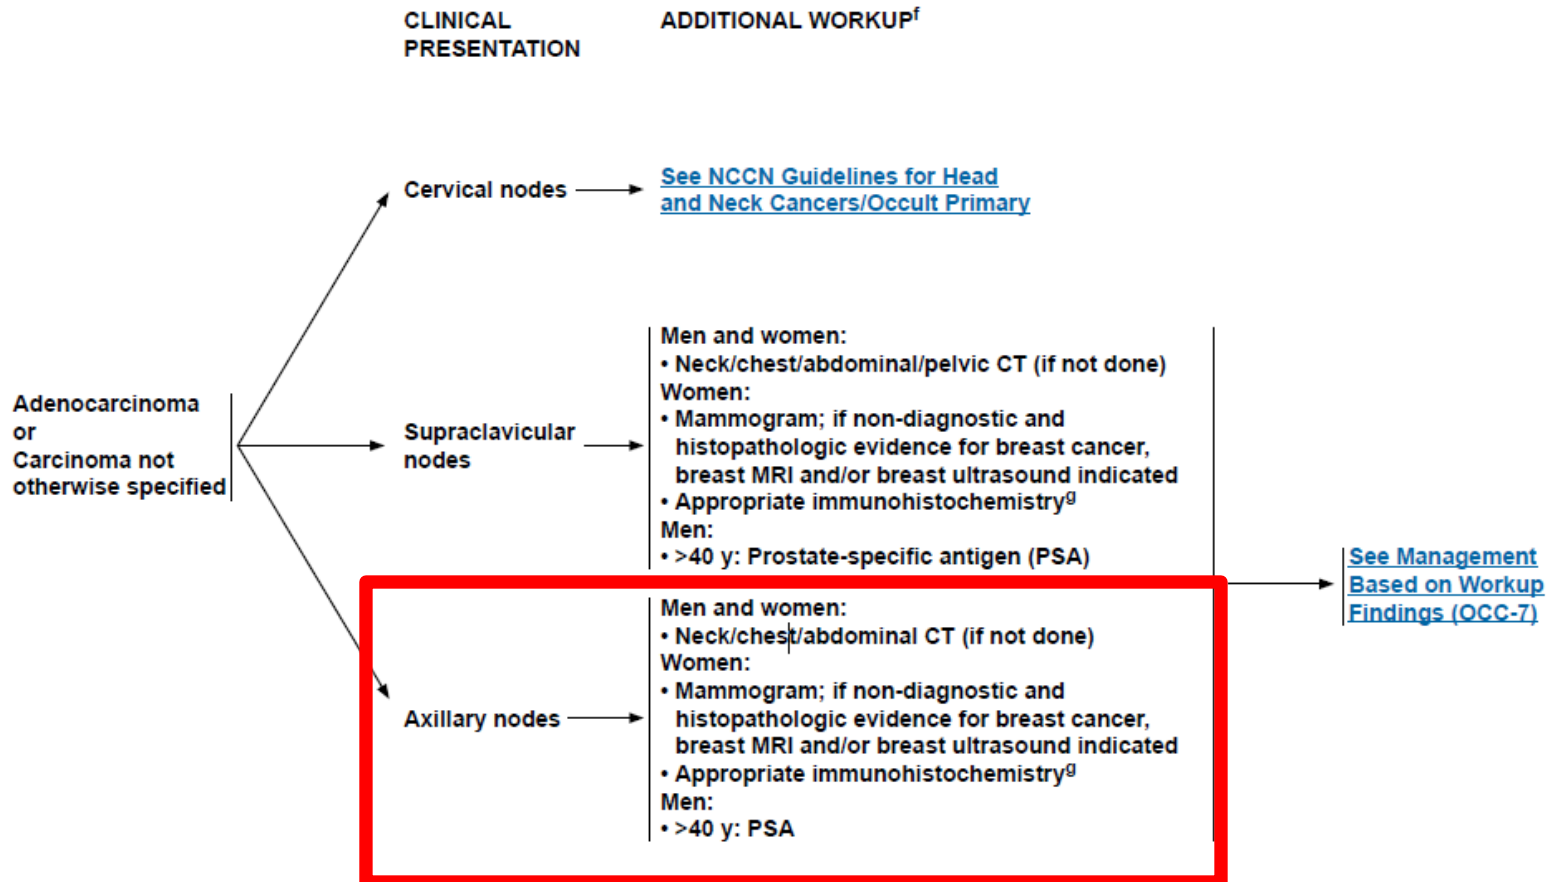 CLINICAL
PRESENTATION
ADDITIONAL WORKUPᶠ
Adenocarcinoma
or
Carcinoma not
otherwise specified
Cervical nodes
See NCCN Guidelines for Head
and Neck Cancers/Occult Primary
Supraclavicular
nodes
Men and women:
• Neck/chest/abdominal/pelvic CT (if not done)
Women:
• Mammogram; if non-diagnostic and
histopathologic evidence for breast cancer,
breast MRI and/or breast ultrasound indicated
• Appropriate immunohistochemistryᵍ
Men:
• >40 y: Prostate-specific antigen (PSA)
Axillary nodes
Men and women:
• Neck/chest/abdominal CT (if not done)
Women:
• Mammogram; if non-diagnostic and
histopathologic evidence for breast cancer,
breast MRI and/or breast ultrasound indicated
• Appropriate immunohistochemistryᵍ
Men:
• >40 y: PSA
See Management
Based on Workup
Findings (OCC-7)